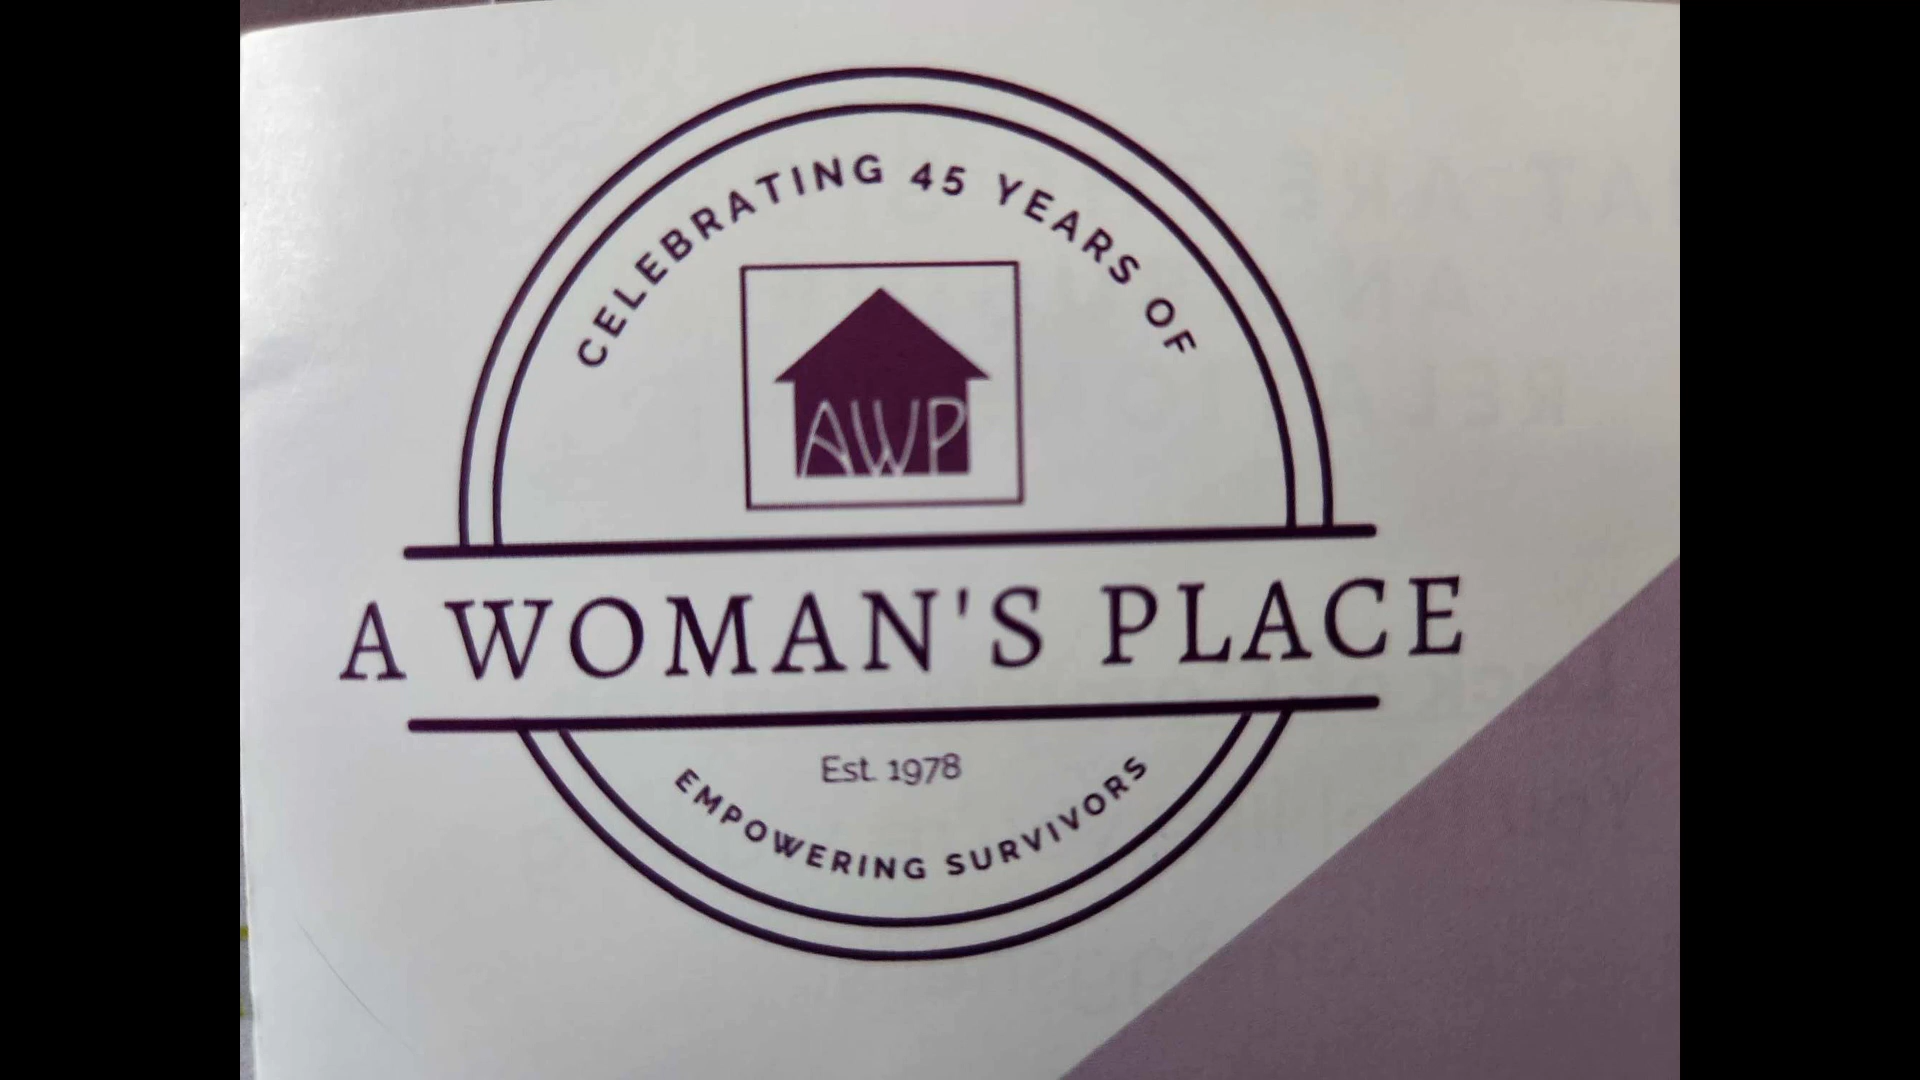 CELEBRATING 45 YEARS OF
AWP
A WOMAN'S PLACE
Est. 1978
EMPOWERING SURVIVORS